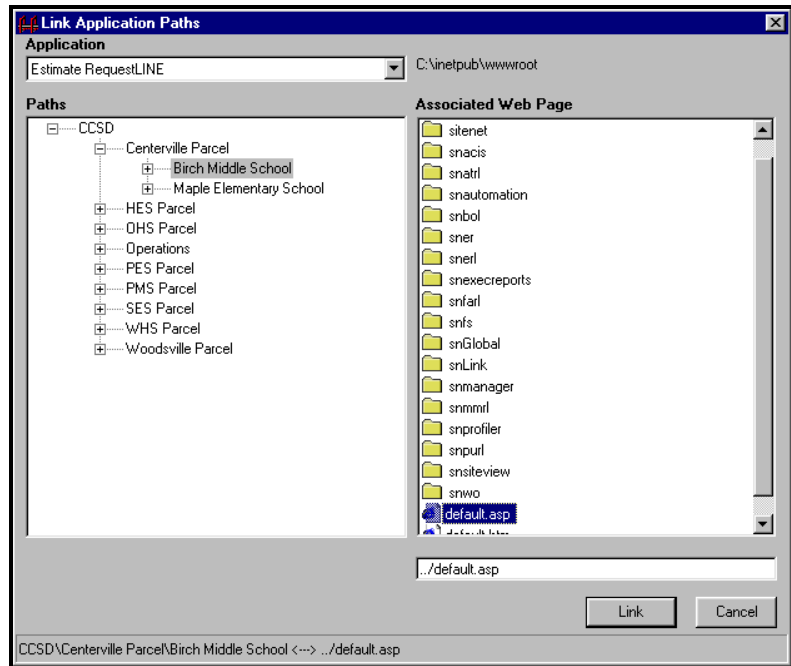 Link Application Paths
Application
Estimate RequestLINE
C:\inetpub\wwwroot
Paths
CCSD
Centerville Parcel
Birch Middle School
Maple Elementary School
HES Parcel
OHS Parcel
Operations
PES Parcel
PMS Parcel
SES Parcel
WHS Parcel
Woodsville Parcel
Associated Web Page
sitenet
snacis
snatrl
snautomation
snbol
sner
snerl
snexecreports
snfarl
snfs
snGlobal
snLink
snmanager
snmmrl
snprofiler
snpurl
snsiteview
snwo
default.asp
default.htm
../default.asp
Link
Cancel
CCSD\Centerville Parcel\Birch Middle School <---> ../default.asp